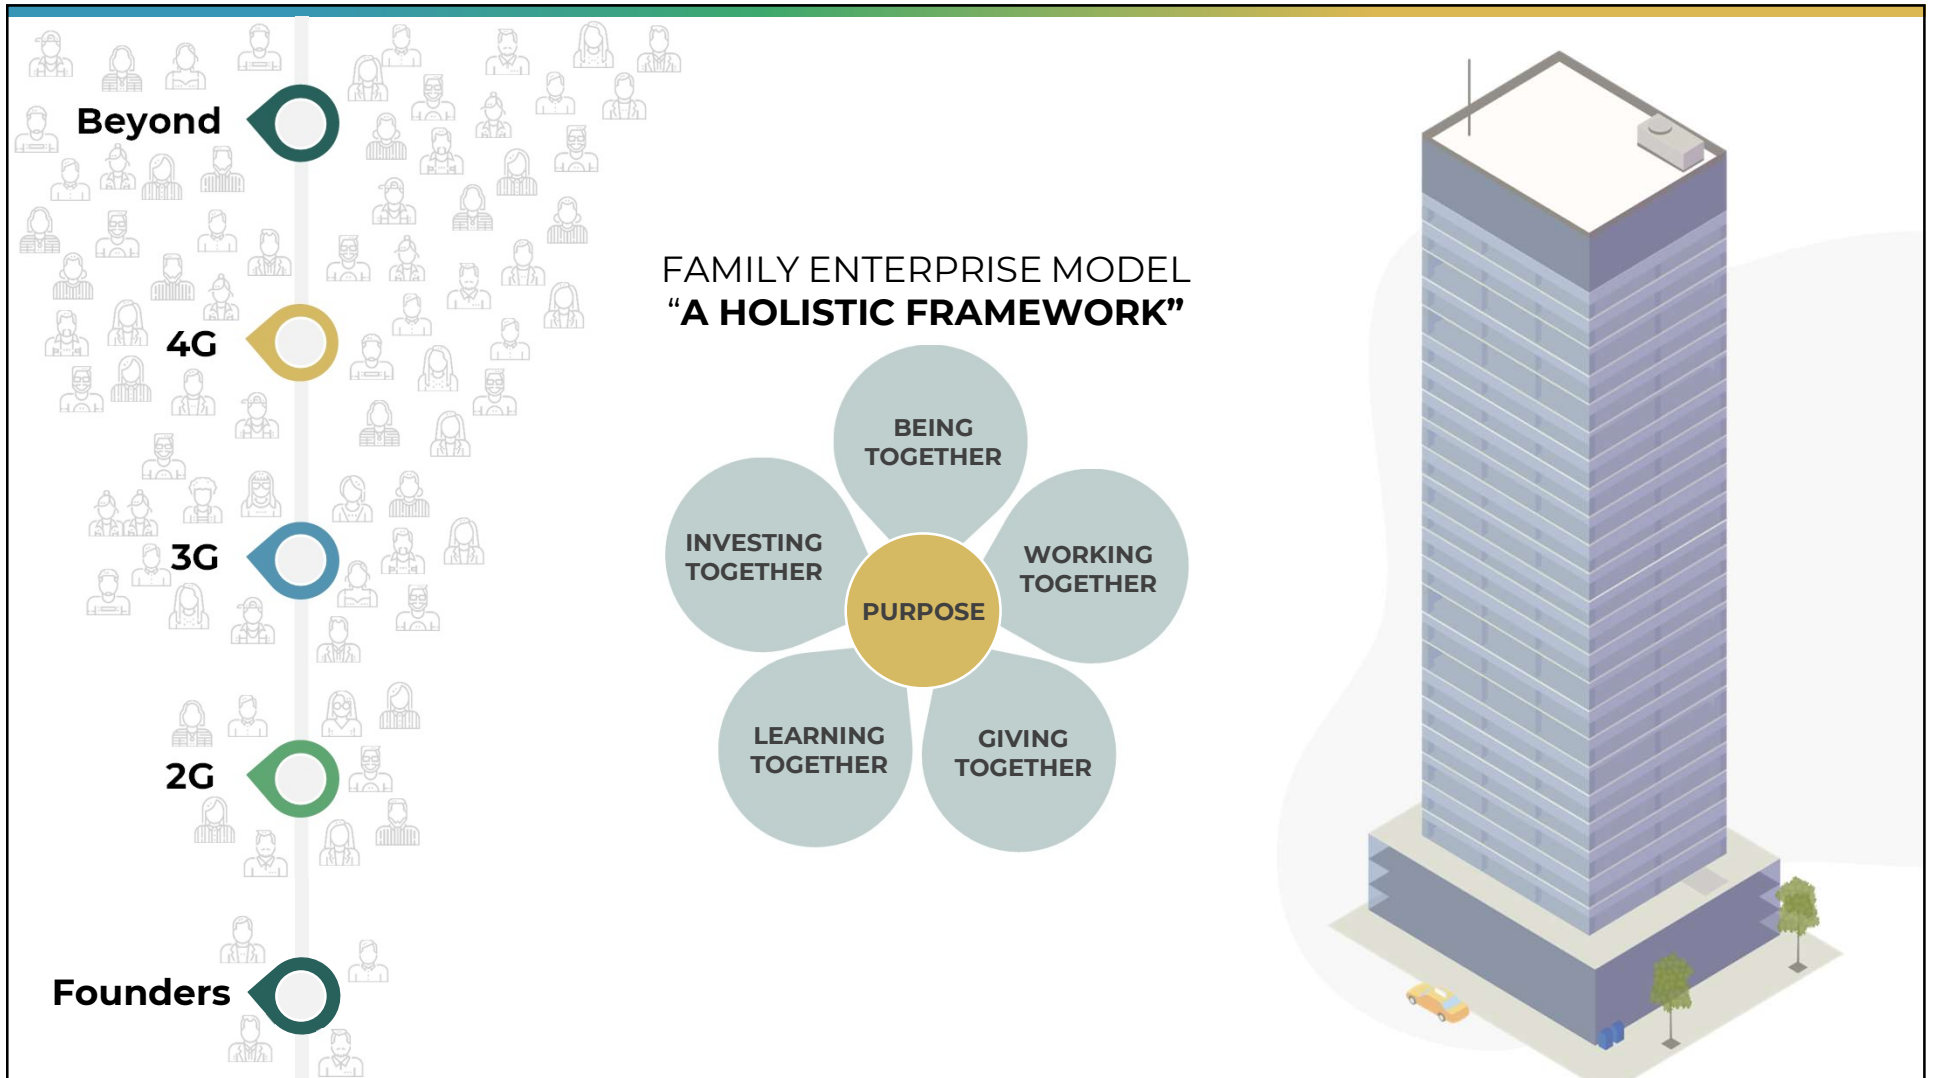 Beyond
4G
3G
2G
Founders
FAMILY ENTERPRISE MODEL
“A HOLISTIC FRAMEWORK”
BEING
TOGETHER
INVESTING
TOGETHER
WORKING
TOGETHER
PURPOSE
LEARNING
TOGETHER
GIVING
TOGETHER